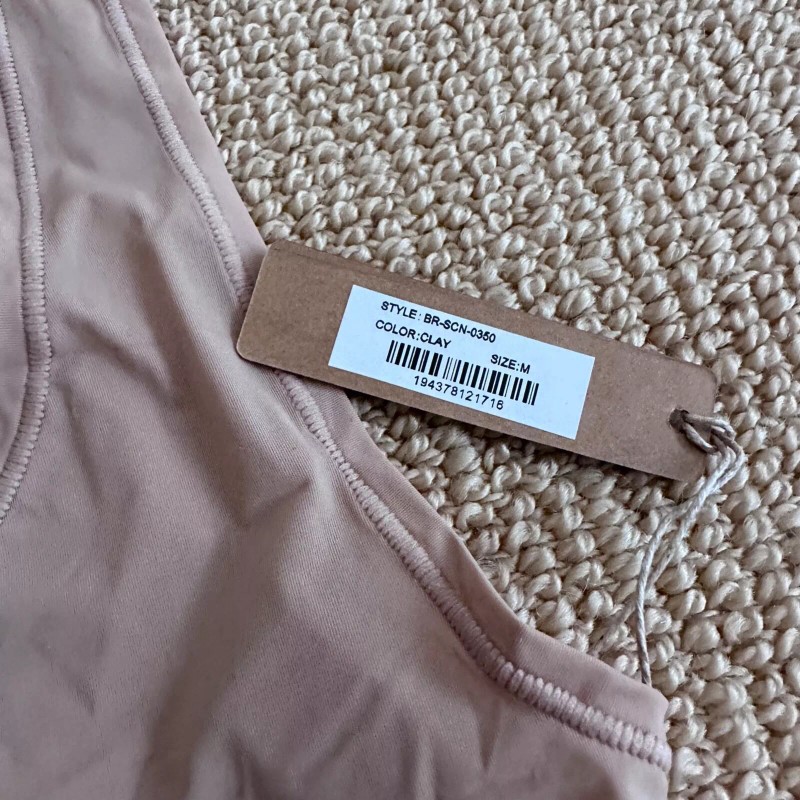 STYLE: BR-SCN-0350
COLOR:CLAY SIZE:M
194378121716